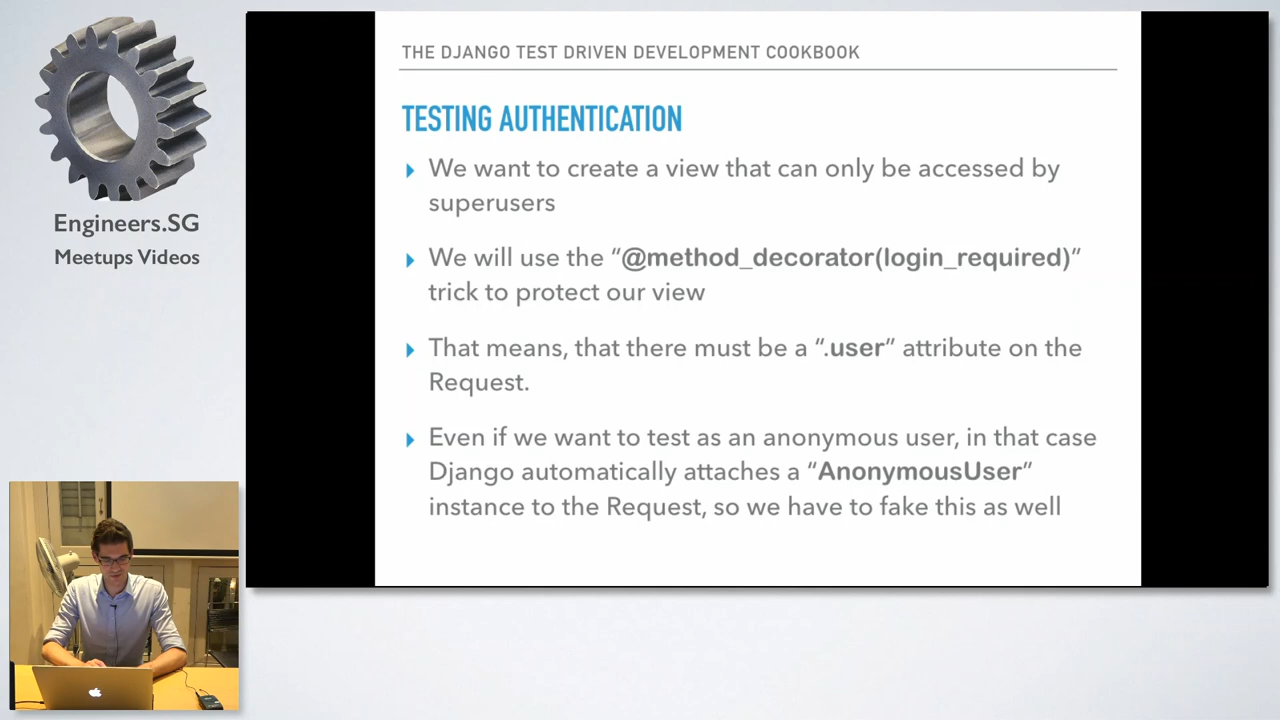 THE DJANGO TEST DRIVEN DEVELOPMENT COOKBOOK
TESTING AUTHENTICATION
We want to create a view that can only be accessed by
superusers
We will use the “@method_decorator(login_required)”
trick to protect our view
That means, that there must be a “.user” attribute on the
Request.
Even if we want to test as an anonymous user, in that case
Django automatically attaches a “AnonymousUser”
instance to the Request, so we have to fake this as well
Engineers.SG
Meetups Videos